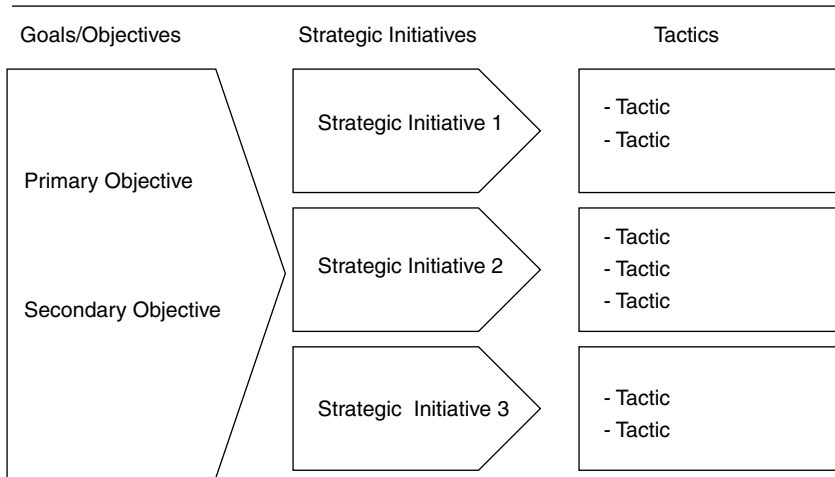 Goals/Objectives
Strategic Initiatives
Tactics
Primary Objective
Secondary Objective
Strategic Initiative 1
- Tactic
- Tactic
Strategic Initiative 2
- Tactic
- Tactic
- Tactic
Strategic Initiative 3
- Tactic
- Tactic